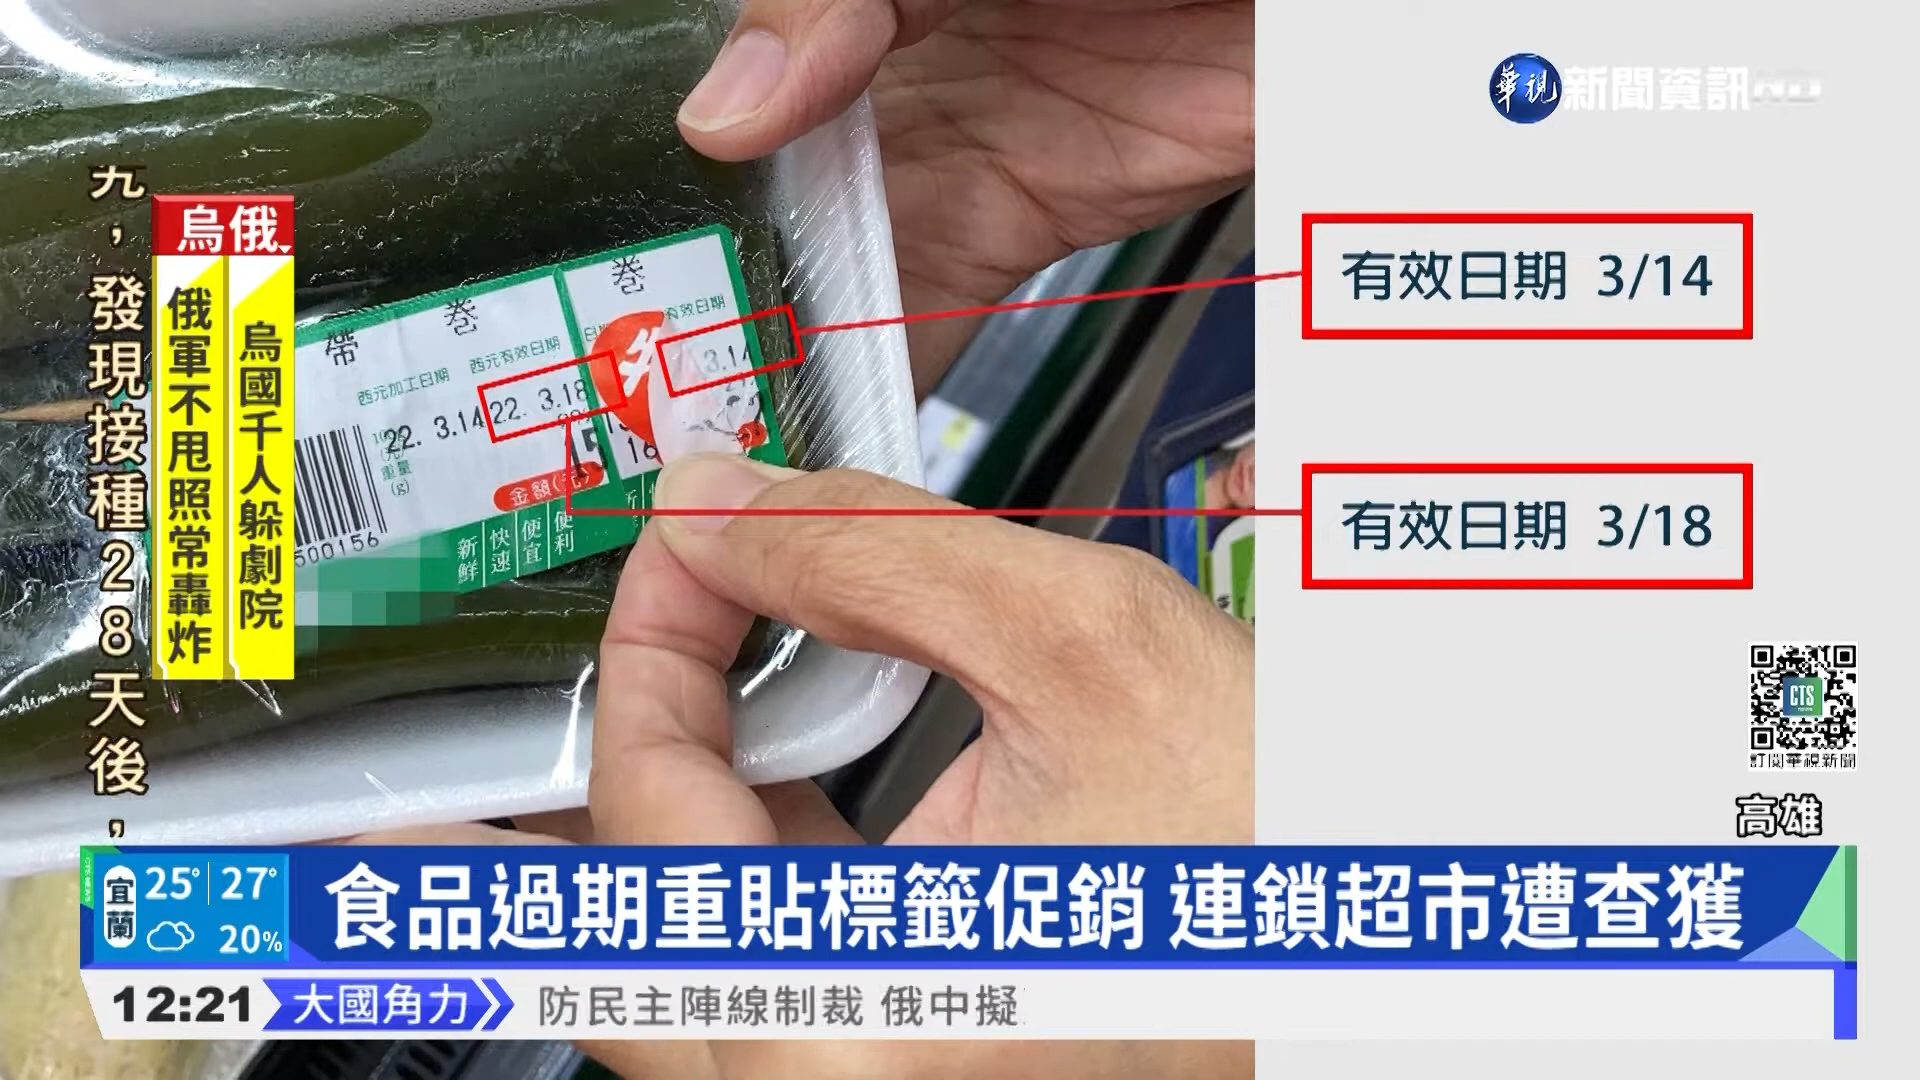 華視新聞資訊
有效日期 3/14
有效日期 3/18
九，發現接種28天後，
烏俄
烏國千人躲劇院
俄軍不甩照常轟炸
帶 卷
卷
西元加工日期
西元有效日期
有效日期
22. 3.14
22. 3.18
3.14
重量
(g)
金額(元)
15
16
500156
新鮮
快速
便宜
便利
CTS
訂閱華視新聞
高雄
宜蘭
25° 27°
20%
食品過期重貼標籤促銷 連鎖超市遭查獲
12:21
大國角力
防民主陣線制裁 俄中擬